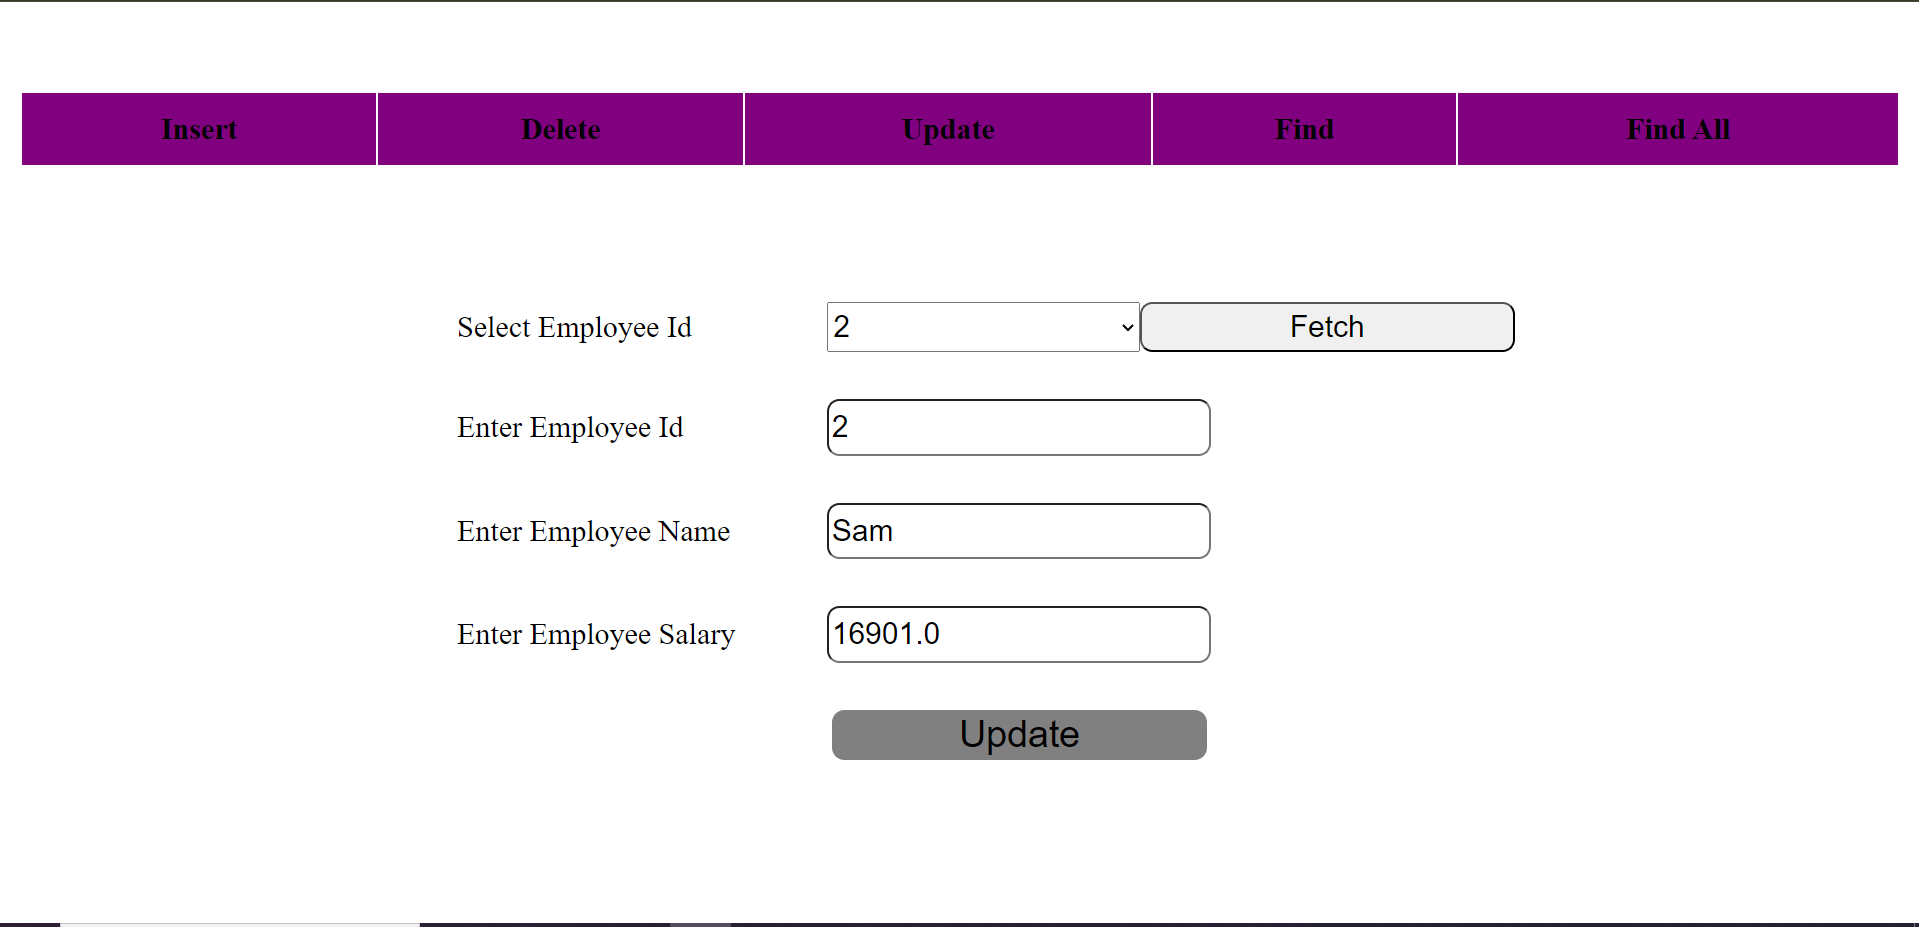 Insert Delete Update Find Find All
Select Employee Id 2 Fetch
Enter Employee Id 2
Enter Employee Name Sam
Enter Employee Salary 16901.0
Update